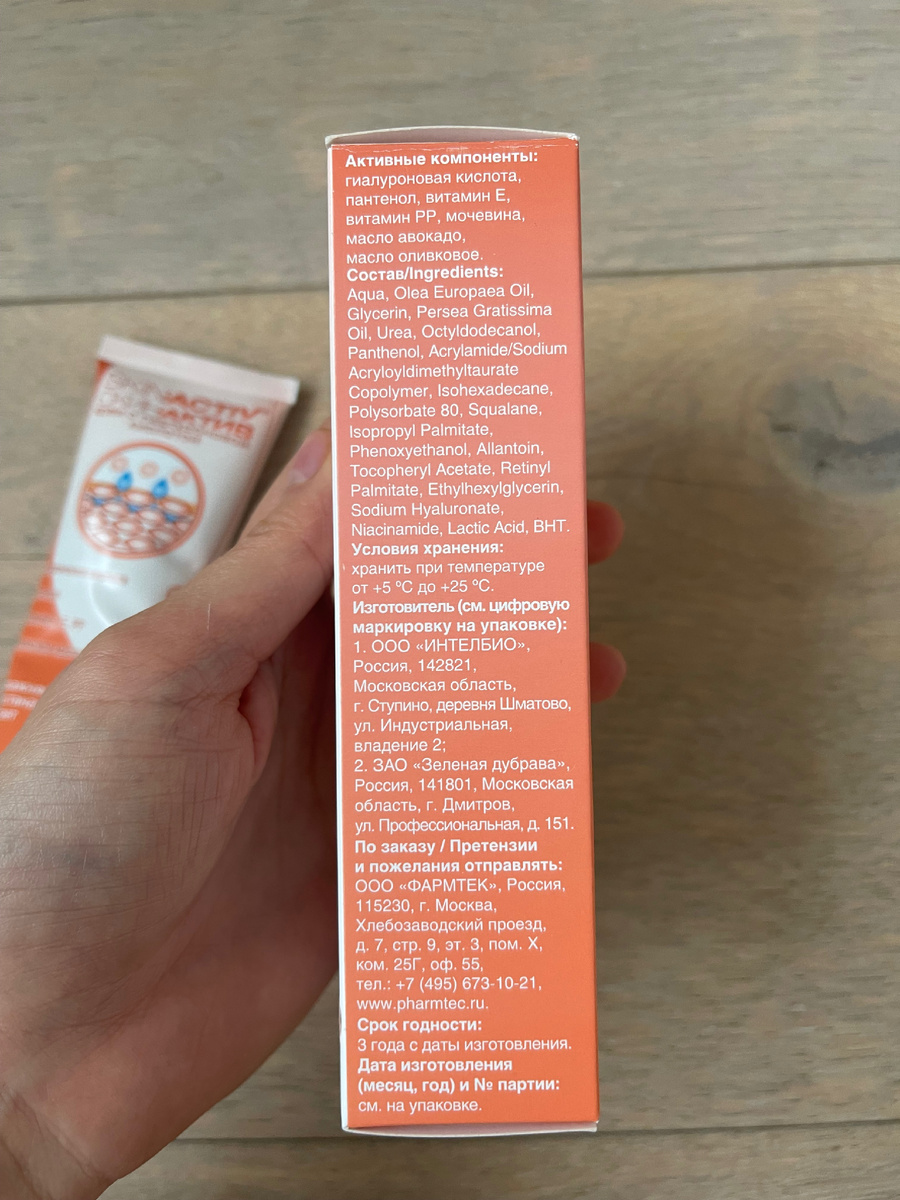 Активные компоненты:
гиалуроновая кислота,
пантенол, витамин Е,
витамин РР, мочевина,
масло авокадо,
масло оливковое.
Состав/Ingredients:
Aqua, Olea Europaea Oil,
Glycerin, Persea Gratissima
Oil, Urea, Octyldodecanol,
Panthenol, Acrylamide/Sodium
Acryloyldimethyltaurate
Copolymer, Isohexadecane,
Polysorbate 80, Squalane,
Isopropyl Palmitate,
Phenoxyethanol, Allantoin,
Tocopheryl Acetate, Retinyl
Palmitate, Ethylhexylglycerin,
Sodium Hyaluronate,
Niacinamide, Lactic Acid, BHT.
Условия хранения:
хранить при температуре
от +5 ºС до +25 ºС.
Изготовитель (см. цифровую
маркировку на упаковке):
1. ООО «ИНТЕЛБИО»,
Россия, 142821,
Московская область,
г. Ступино, деревня Шматово,
ул. Индустриальная,
владение 2;
2. ЗАО «Зеленая дубрава»,
Россия, 141801, Московская
область, г. Дмитров,
ул. Профессиональная, д. 151.
По заказу / Претензии
и пожелания отправлять:
ООО «ФАРМТЕК», Россия,
115230, г. Москва,
Хлебозаводский проезд,
д. 7, стр. 9, эт. 3, пом. X,
ком. 25Г, оф. 55,
тел.: +7 (495) 673-10-21,
www.pharmtec.ru.
Срок годности:
3 года с даты изготовления.
Дата изготовления
(месяц, год) и № партии:
см. на упаковке.